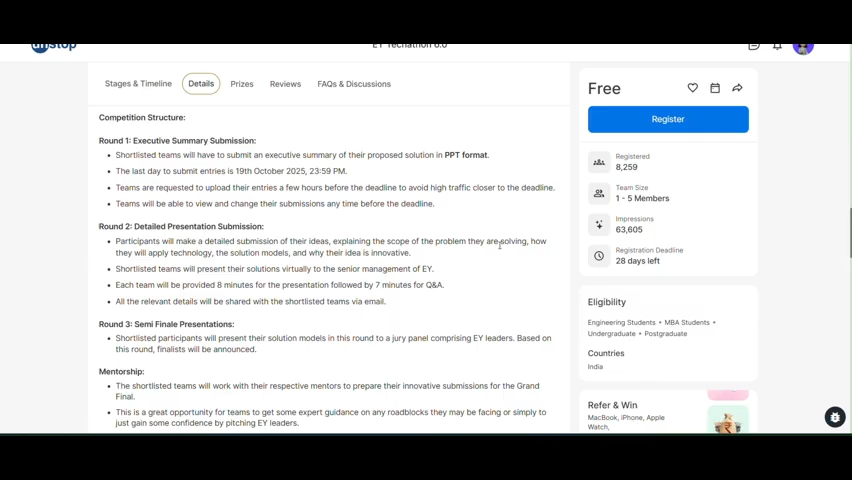 unstop
EY Techathon 6.0
Stages & Timeline
Details
Prizes
Reviews
FAQs & Discussions
Competition Structure:
Round 1: Executive Summary Submission:
• Shortlisted teams will have to submit an executive summary of their proposed solution in PPT format.
• The last day to submit entries is 19th October 2025, 23:59 PM.
• Teams are requested to upload their entries a few hours before the deadline to avoid high traffic closer to the deadline.
• Teams will be able to view and change their submissions any time before the deadline.
Round 2: Detailed Presentation Submission:
• Participants will make a detailed submission of their ideas, explaining the scope of the problem they are solving, how
they will apply technology, the solution models, and why their idea is innovative.
• Shortlisted teams will present their solutions virtually to the senior management of EY.
• Each team will be provided 8 minutes for the presentation followed by 7 minutes for Q&A.
• All the relevant details will be shared with the shortlisted teams via email.
Round 3: Semi Finale Presentations:
• Shortlisted participants will present their solution models in this round to a jury panel comprising EY leaders. Based on
this round, finalists will be announced.
Mentorship:
• The shortlisted teams will work with their respective mentors to prepare their innovative submissions for the Grand
Final.
• This is a great opportunity for teams to get some expert guidance on any roadblocks they may be facing or simply to
just gain some confidence by pitching EY leaders.
Free
Register
Registered
8,259
Team Size
1 - 5 Members
Impressions
63,605
Registration Deadline
28 days left
Eligibility
Engineering Students • MBA Students •
Undergraduate • Postgraduate
Countries
India
Refer & Win
MacBook, iPhone, Apple
Watch,